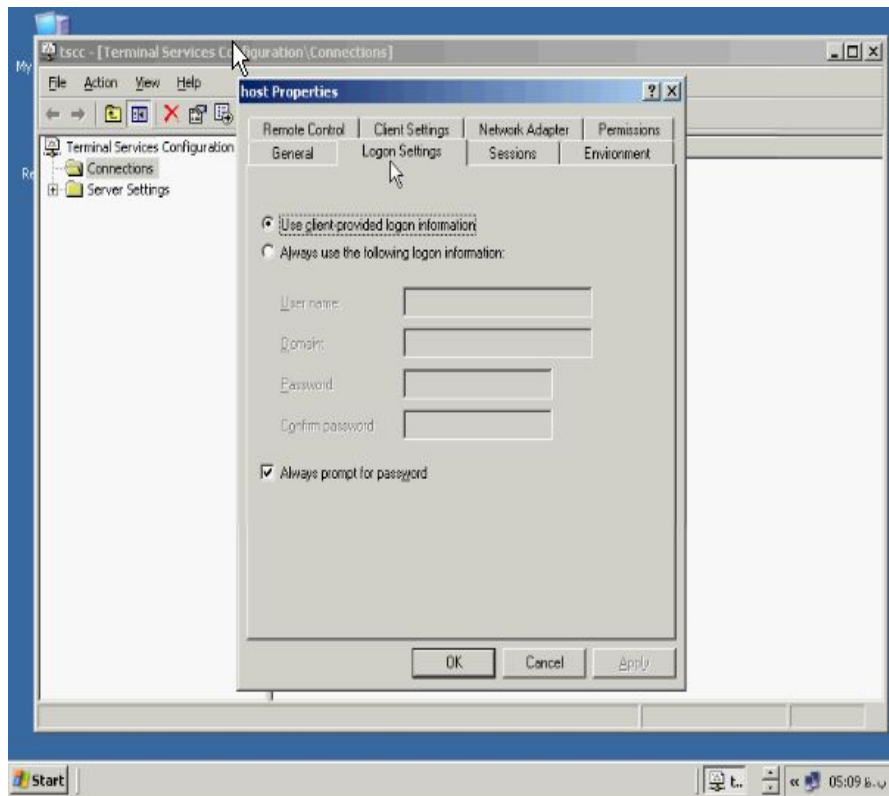 My
tscc - [Terminal Services Configuration\Connections]
File Action View Help
Terminal Services Configuration
Connections
Server Settings
Re
host Properties
Remote Control Client Settings Network Adapter Permissions
General Logon Settings Sessions Environment
Use client-provided logon information
Always use the following logon information:
User name:
Domain:
Password:
Confirm password:
Always prompt for password
OK Cancel Apply
Start t.. « 05:09 ب.ظ